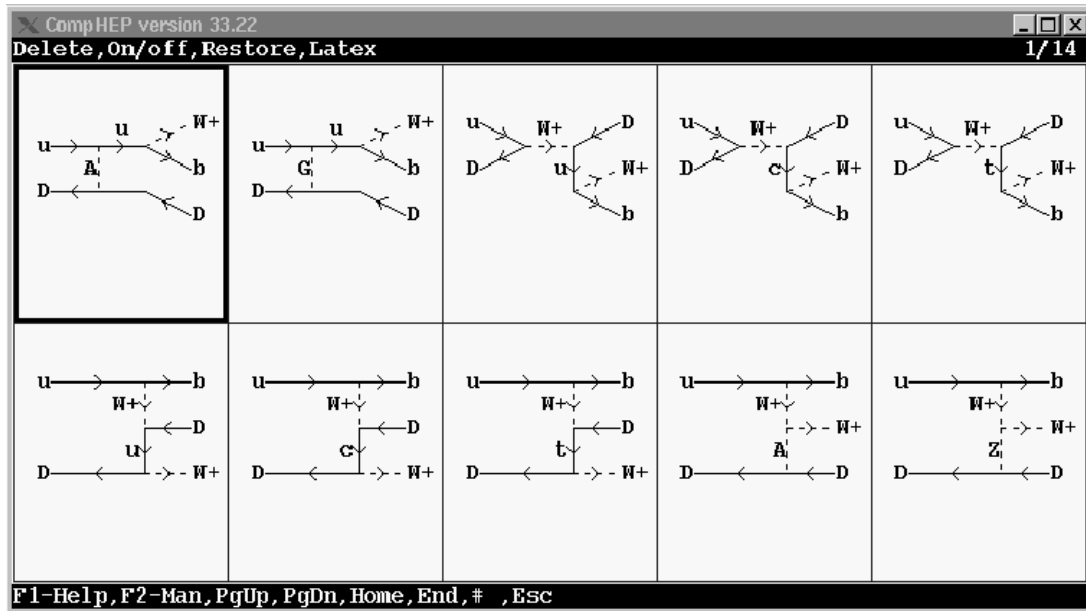 CompHEP version 33.22
Delete,On/off,Restore,Latex 1/14
u u W+ A b D D
u u W+ G b D D
u W+ D D u W+ b
u W+ D D c W+ b
u W+ D D t W+ b
u b W+ D u D W+
u b W+ D c D W+
u b W+ D t D W+
u b W+ W+ A D D
u b W+ W+ Z D D
F1-Help,F2-Man,PgUp,PgDn,Home,End,# ,Esc